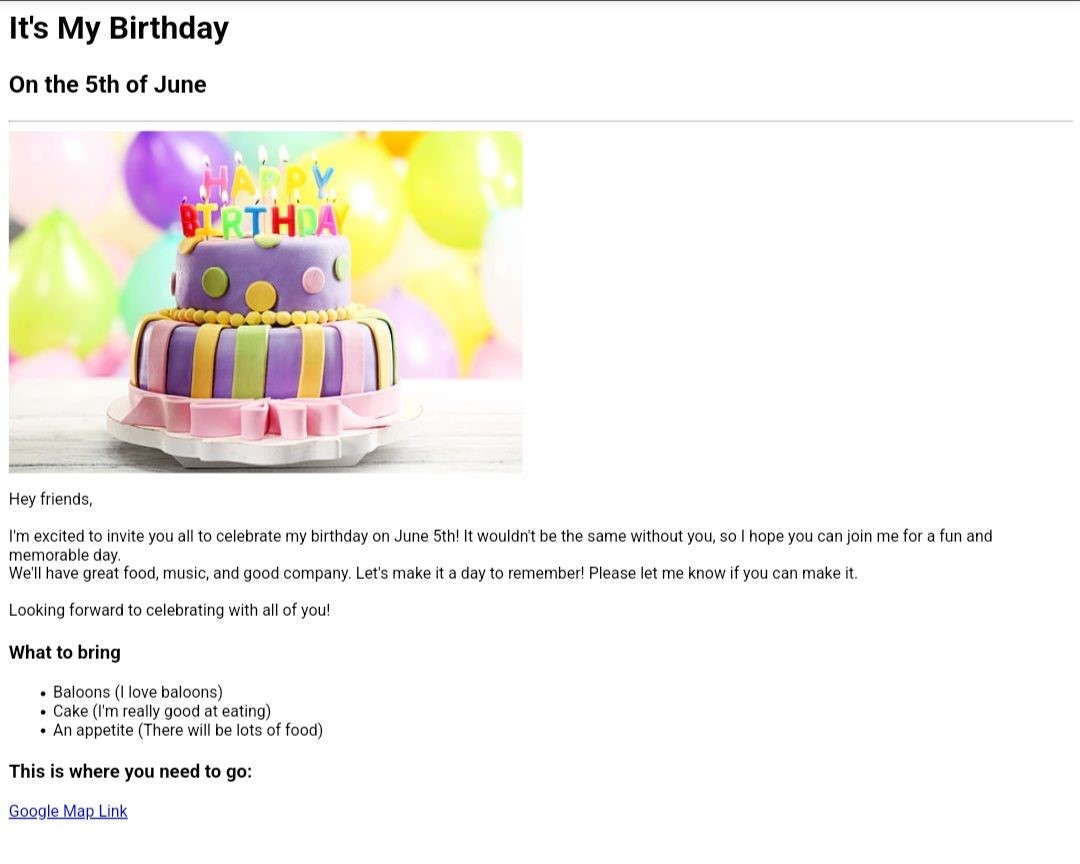 It's My Birthday
On the 5th of June
HAPPY
BIRTHDAY
Hey friends,
I'm excited to invite you all to celebrate my birthday on June 5th! It wouldn't be the same without you, so I hope you can join me for a fun and
memorable day.
We'll have great food, music, and good company. Let's make it a day to remember! Please let me know if you can make it.
Looking forward to celebrating with all of you!
What to bring
• Baloons (I love baloons)
• Cake (I'm really good at eating)
• An appetite (There will be lots of food)
This is where you need to go:
Google Map Link